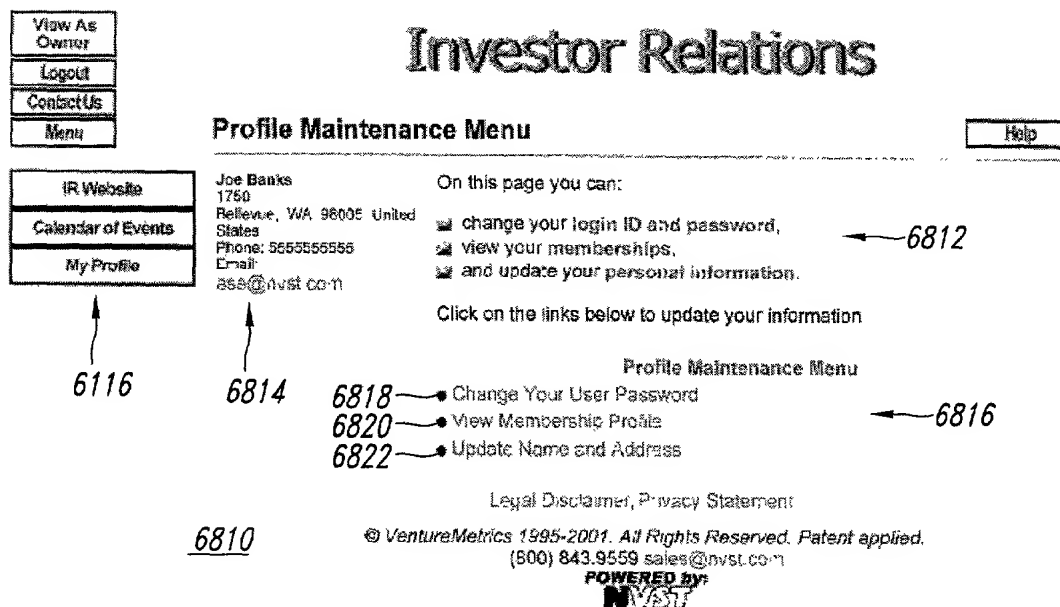 View As
Owner
Logout
Contact Us
Menu
Investor Relations
Profile Maintenance Menu
Help
IR Website
Calendar of Events
My Profile
Joe Banks
1750
Bellevue, WA 98005 United
States
Phone: 5555555555
Email:
asa@nvst.com
On this page you can:
change your login ID and password,
view your memberships,
and update your personal information.
Click on the links below to update your information
6812
6116
6814
Profile Maintenance Menu
6818 Change Your User Password
6820 View Membership Profile
6822 Update Name and Address
6816
Legal Disclaimer, Privacy Statement
6810
© VentureMetrics 1995-2001. All Rights Reserved. Patent applied.
(800) 843.9559 sales@nvst.com
POWERED by:
NVST